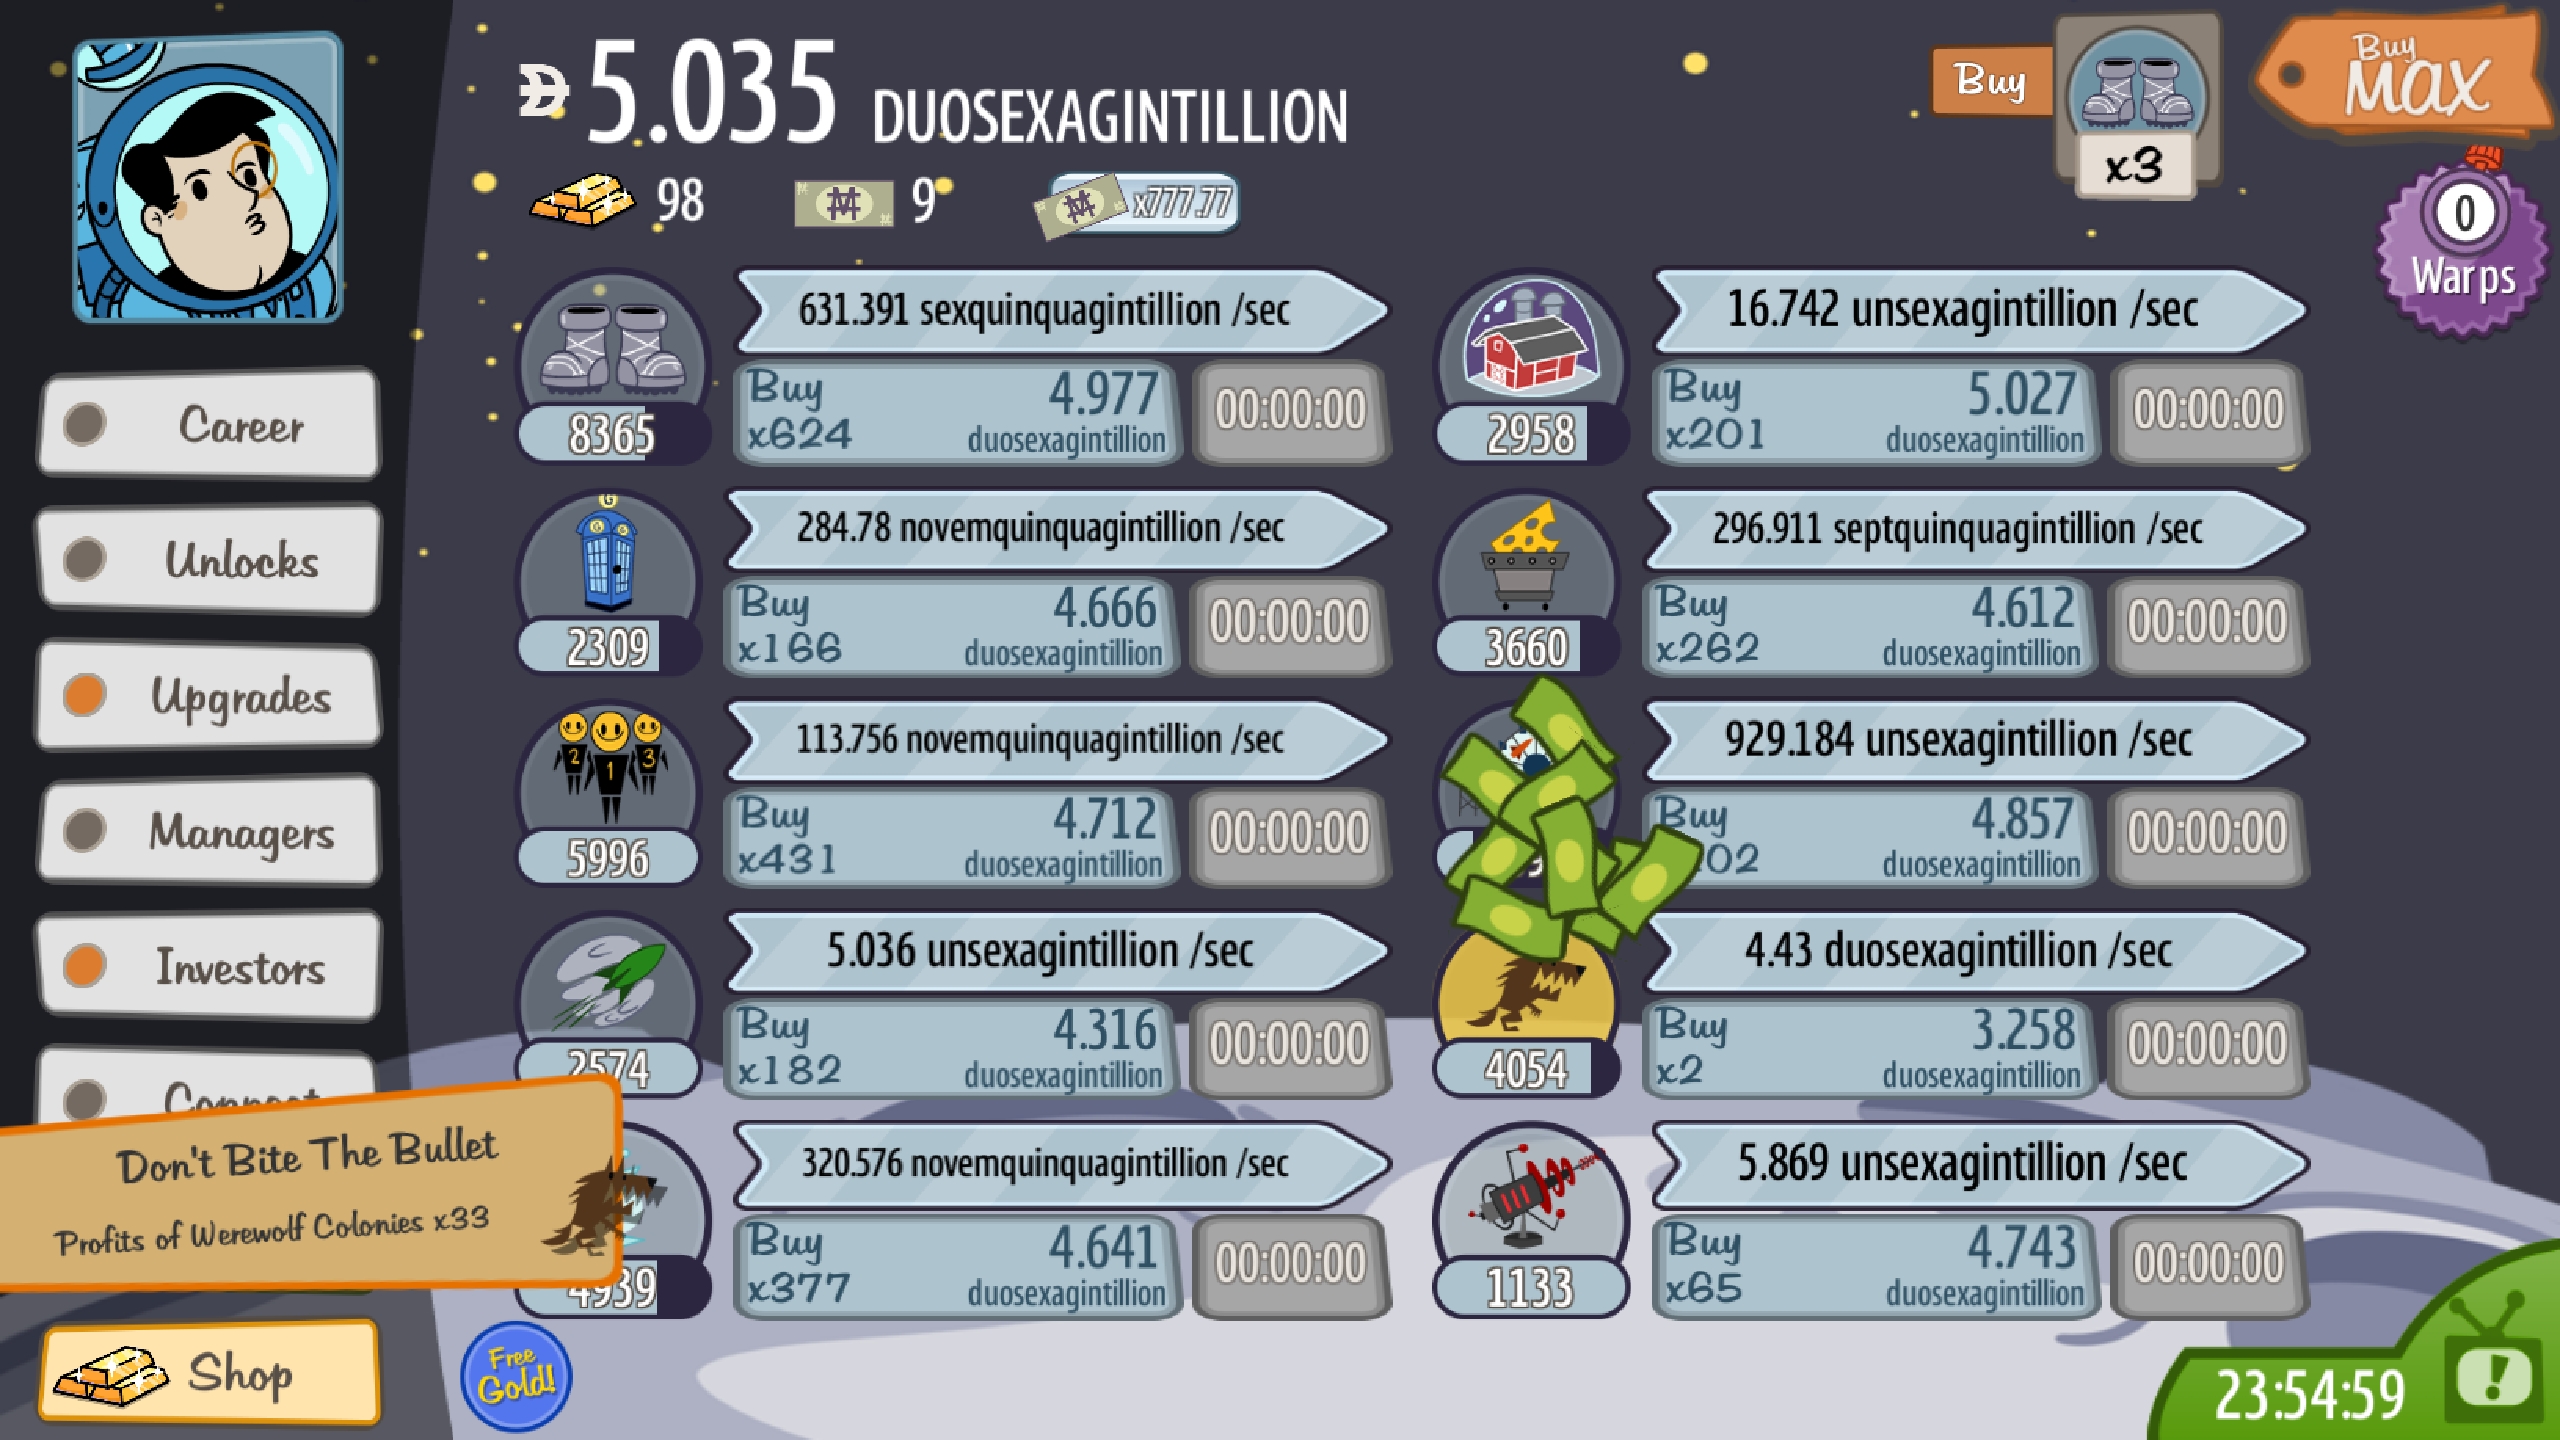 5.035 DUOSEXAGINTILLION
98
9
x777.77
Buy
x3
Buy
MAX
0
Warps
Career
Unlocks
Upgrades
Managers
Investors
Connect
Don't Bite The Bullet
Profits of Werewolf Colonies x33
Shop
Free
Gold!
631.391 sexquinquagintillion /sec
8365
Buy
x624
4.977
duosexagintillion
00:00:00
16.742 unsexagintillion /sec
2958
Buy
x201
5.027
duosexagintillion
00:00:00
284.78 novemquinquagintillion /sec
2309
Buy
x166
4.666
duosexagintillion
00:00:00
296.911 septquinquagintillion /sec
3660
Buy
x262
4.612
duosexagintillion
00:00:00
2 1 3
113.756 novemquinquagintillion /sec
5996
Buy
x431
4.712
duosexagintillion
00:00:00
929.184 unsexagintillion /sec
Buy
4.857
duosexagintillion
00:00:00
5.036 unsexagintillion /sec
2574
Buy
x182
4.316
duosexagintillion
00:00:00
4.43 duosexagintillion /sec
4054
Buy
x2
3.258
duosexagintillion
00:00:00
320.576 novemquinquagintillion /sec
4939
Buy
x377
4.641
duosexagintillion
00:00:00
5.869 unsexagintillion /sec
1133
Buy
x65
4.743
duosexagintillion
00:00:00
23:54:59